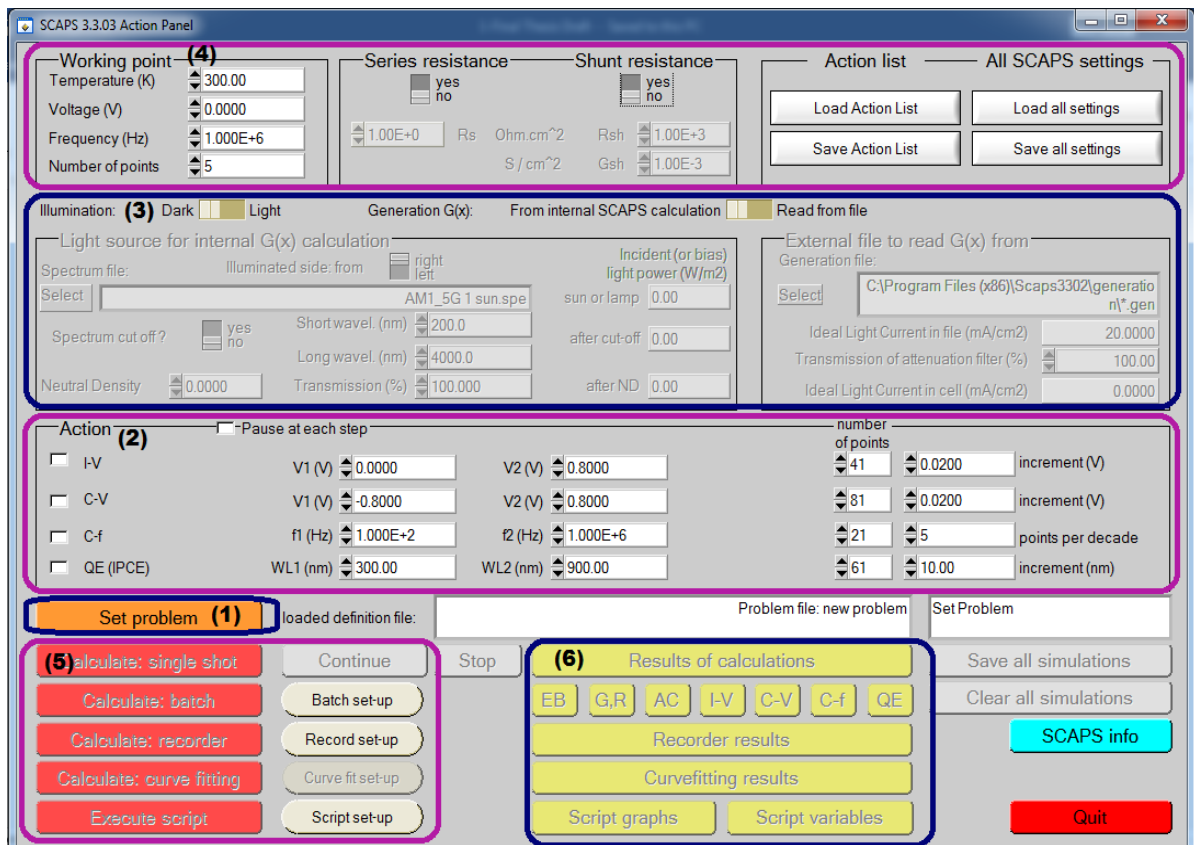 SCAPS 3.3.03 Action Panel
Working point (4)
Temperature (K) 300.00
Voltage (V) 0.0000
Frequency (Hz) 1.000E+6
Number of points 5
Series resistance
yes
no
Shunt resistance
yes
no
1.00E+0 Rs Ohm.cm^2 Rsh 1.00E+3
S / cm^2 Gsh 1.00E-3
Action list
Load Action List
Save Action List
All SCAPS settings
Load all settings
Save all settings
Illumination: (3) Dark Light Generation G(x): From internal SCAPS calculation Read from file
Light source for internal G(x) calculation
Spectrum file: Illuminated side: from right
left
Incident (or bias)
light power (W/m2)
Select AM1_5G 1 sun.spe sun or lamp 0.00
Spectrum cut off ? yes
no
Short wavel. (nm) 200.0
after cut-off 0.00
Long wavel. (nm) 4000.0
Neutral Density 0.0000 Transmission (%) 100.000 after ND 0.00
External file to read G(x) from
Generation file:
Select C:\Program Files (x86)\Scaps3302\generatio
n\*.gen
Ideal Light Current in file (mA/cm2) 20.0000
Transmission of attenuation filter (%) 100.00
Ideal Light Current in cell (mA/cm2) 0.0000
Action (2) Pause at each step number
of points
I-V V1 (V) 0.0000 V2 (V) 0.8000 41 0.0200 increment (V)
C-V V1 (V) -0.8000 V2 (V) 0.8000 81 0.0200 increment (V)
C-f f1 (Hz) 1.000E+2 f2 (Hz) 1.000E+6 21 5 points per decade
QE (IPCE) WL1 (nm) 300.00 WL2 (nm) 900.00 61 10.00 increment (nm)
Set problem (1) loaded definition file: Problem file: new problem Set Problem
(5) alculate: single shot Continue Stop (6) Results of calculations Save all simulations
Calculate: batch Batch set-up EB G,R AC I-V C-V C-f QE Clear all simulations
Calculate: recorder Record set-up Recorder results SCAPS info
Calculate: curve fitting Curve fit set-up Curvefitting results
Execute script Script set-up Script graphs Script variables Quit